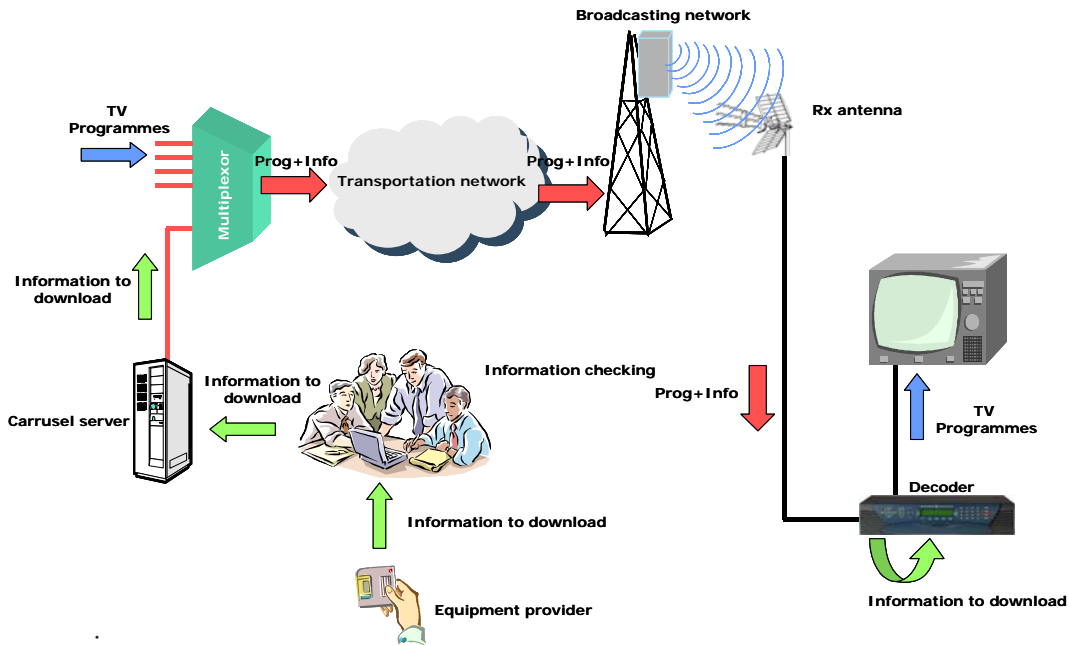 Broadcasting network
TV
Programmes
Rx antenna
Multiplexor
Prog+Info
Transportation network
Prog+Info
Information to
download
Carrusel server
Information to
download
Information checking
Prog+Info
TV
Programmes
Decoder
Information to download
Equipment provider
Information to download
.